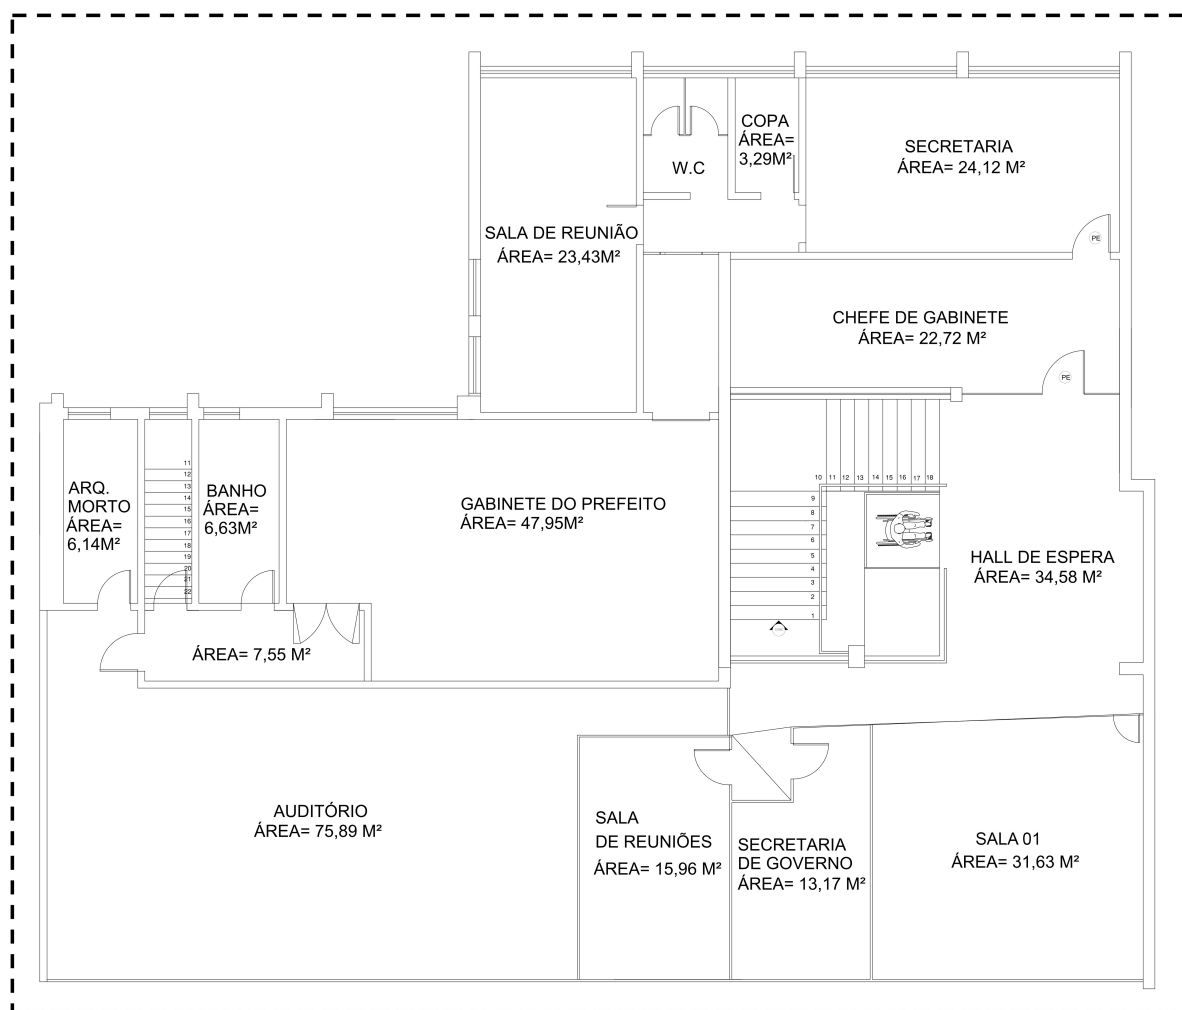 COPA
ÁREA=
3,29M²
W.C
SECRETARIA
ÁREA= 24,12 M²
PE
SALA DE REUNIÃO
ÁREA= 23,43M²
CHEFE DE GABINETE
ÁREA= 22,72 M²
PE
ARQ.
MORTO
ÁREA=
6,14M²
11
12
13
14
15
16
17
18
19
20
21
22
BANHO
ÁREA=
6,63M²
GABINETE DO PREFEITO
ÁREA= 47,95M²
10 11 12 13 14 15 16 17 18
9
8
7
6
5
4
3
2
1
HALL DE ESPERA
ÁREA= 34,58 M²
ÁREA= 7,55 M²
AUDITÓRIO
ÁREA= 75,89 M²
SALA
DE REUNIÕES
ÁREA= 15,96 M²
SECRETARIA
DE GOVERNO
ÁREA= 13,17 M²
SALA 01
ÁREA= 31,63 M²